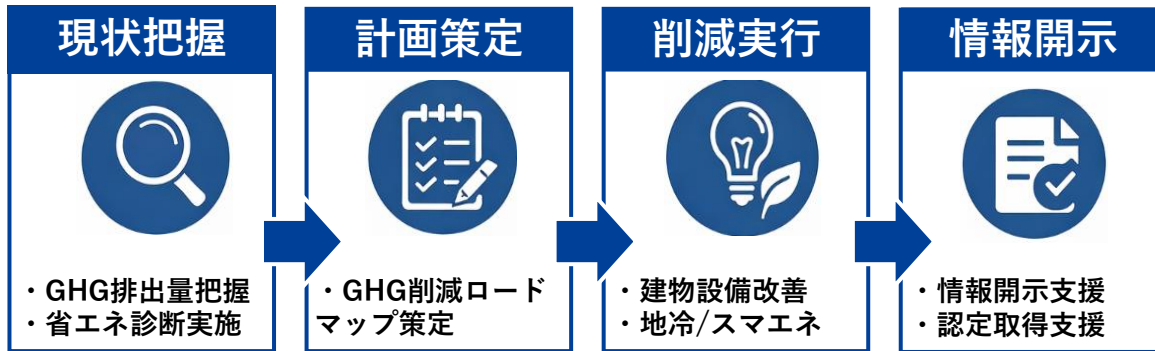 現状把握
・GHG排出量把握
・省エネ診断実施
計画策定
・GHG削減ロード
マップ策定
削減実行
・建物設備改善
・地冷/スマエネ
情報開示
・情報開示支援
・認定取得支援